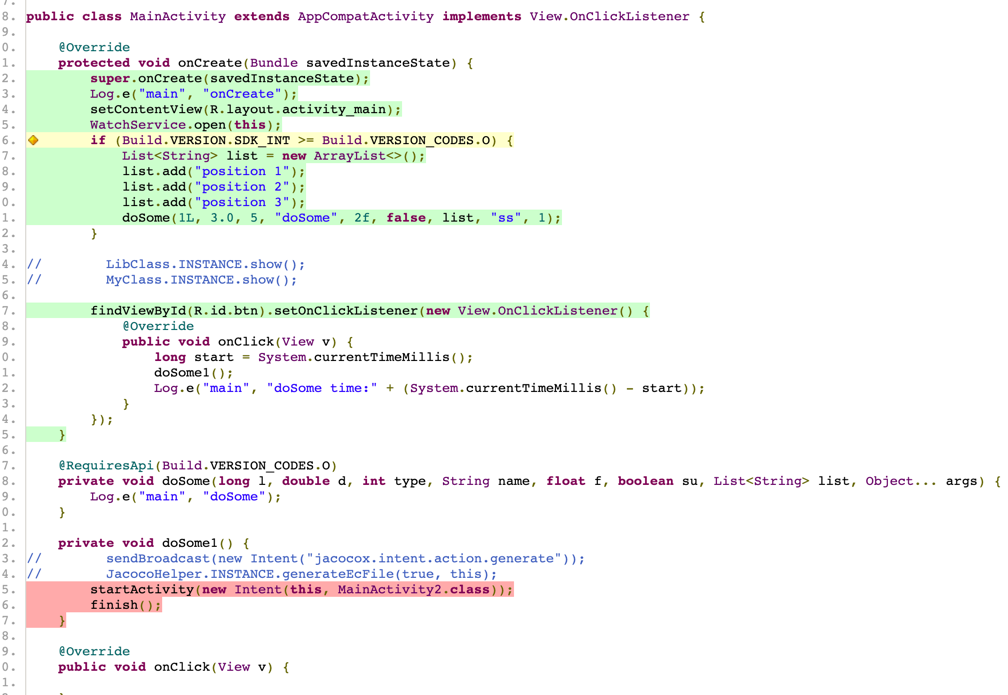 8. public class MainActivity extends AppCompatActivity implements View.OnClickListener {
9.
0.     @Override
1.     protected void onCreate(Bundle savedInstanceState) {
2.         super.onCreate(savedInstanceState);
3.         Log.e("main", "onCreate");
4.         setContentView(R.layout.activity_main);
5.         WatchService.open(this);
6.         if (Build.VERSION.SDK_INT >= Build.VERSION_CODES.O) {
7.             List<String> list = new ArrayList<>();
8.             list.add("position 1");
9.             list.add("position 2");
0.             list.add("position 3");
1.             doSome(1L, 3.0, 5, "doSome", 2f, false, list, "ss", 1);
2.         }
3.
4. //        LibClass.INSTANCE.show();
5. //        MyClass.INSTANCE.show();
6.
7.         findViewById(R.id.btn).setOnClickListener(new View.OnClickListener() {
8.             @Override
9.             public void onClick(View v) {
0.                 long start = System.currentTimeMillis();
1.                 doSome1();
2.                 Log.e("main", "doSome time:" + (System.currentTimeMillis() - start));
3.             }
4.         });
5.     }
6.
7.     @RequiresApi(Build.VERSION_CODES.O)
8.     private void doSome(long l, double d, int type, String name, float f, boolean su, List<String> list, Object... args) {
9.         Log.e("main", "doSome");
0.     }
1.
2.     private void doSome1() {
3. //        sendBroadcast(new Intent("jacocox.intent.action.generate"));
4. //        JacocoHelper.INSTANCE.generateEcFile(true, this);
5.         startActivity(new Intent(this, MainActivity2.class));
6.         finish();
7.     }
8.
9.     @Override
0.     public void onClick(View v) {
1.